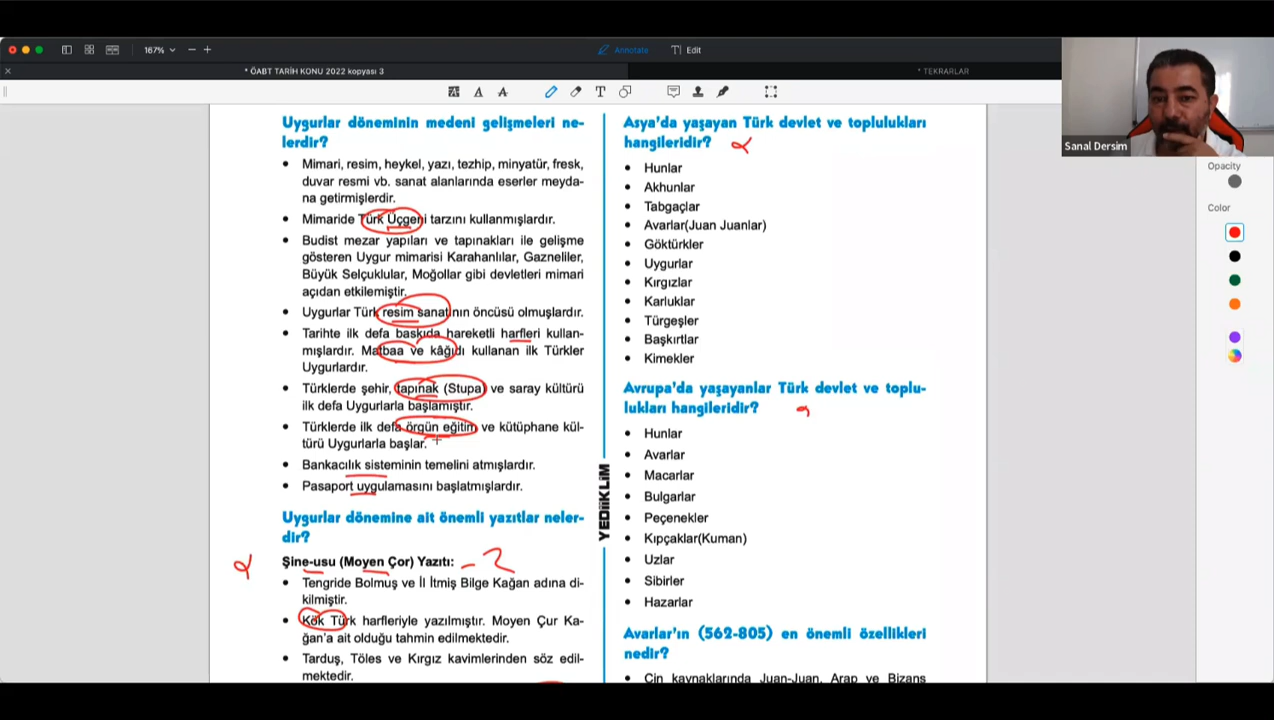 167%
Annotate
Edit
* ÖABT TARİH KONU 2022 kopyası 3
* TEKRARLAR
Sanal Dersim
Opacity
Color
Uygurlar döneminin medeni gelişmeleri ne-
lerdir?
• Mimari, resim, heykel, yazı, tezhip, minyatür, fresk,
duvar resmi vb. sanat alanlarında eserler meyda-
na getirmişlerdir.
• Mimaride Türk Üçgeni tarzını kullanmışlardır.
• Budist mezar yapıları ve tapınakları ile gelişme
gösteren Uygur mimarisi Karahanlılar, Gazneliler,
Büyük Selçuklular, Moğollar gibi devletleri mimari
açıdan etkilemiştir.
• Uygurlar Türk resim sanatının öncüsü olmuşlardır.
• Tarihte ilk defa baskıda hareketli harfleri kullan-
mışlardır. Matbaa ve kâğıdı kullanan ilk Türkler
Uygurlardır.
• Türklerde şehir, tapınak (Stupa) ve saray kültürü
ilk defa Uygurlarla başlamıştır.
• Türklerde ilk defa örgün eğitim ve kütüphane kül-
türü Uygurlarla başlar.
• Bankacılık sisteminin temelini atmışlardır.
• Pasaport uygulamasını başlatmışlardır.
Uygurlar dönemine ait önemli yazıtlar neler-
dir?
Şine-usu (Moyen Çor) Yazıtı:
• Tengride Bolmuş ve İl İtmiş Bilge Kağan adına di-
kilmiştir.
• Kök Türk harfleriyle yazılmıştır. Moyen Çur Ka-
ğan'a ait olduğu tahmin edilmektedir.
• Tarduş, Töles ve Kırgız kavimlerinden söz edil-
mektedir.
YEDİİKLİM
Asya'da yaşayan Türk devlet ve toplulukları
hangileridir?
• Hunlar
• Akhunlar
• Tabgaçlar
• Avarlar(Juan Juanlar)
• Göktürkler
• Uygurlar
• Kırgızlar
• Karluklar
• Türgeşler
• Başkırtlar
• Kimekler
Avrupa'da yaşayanlar Türk devlet ve toplu-
lukları hangileridir?
• Hunlar
• Avarlar
• Macarlar
• Bulgarlar
• Peçenekler
• Kıpçaklar(Kuman)
• Uzlar
• Sibirler
• Hazarlar
Avarlar'ın (562-805) en önemli özellikleri
nedir?
• Çin kaynaklarında Juan-Juan, Arap ve Bizans